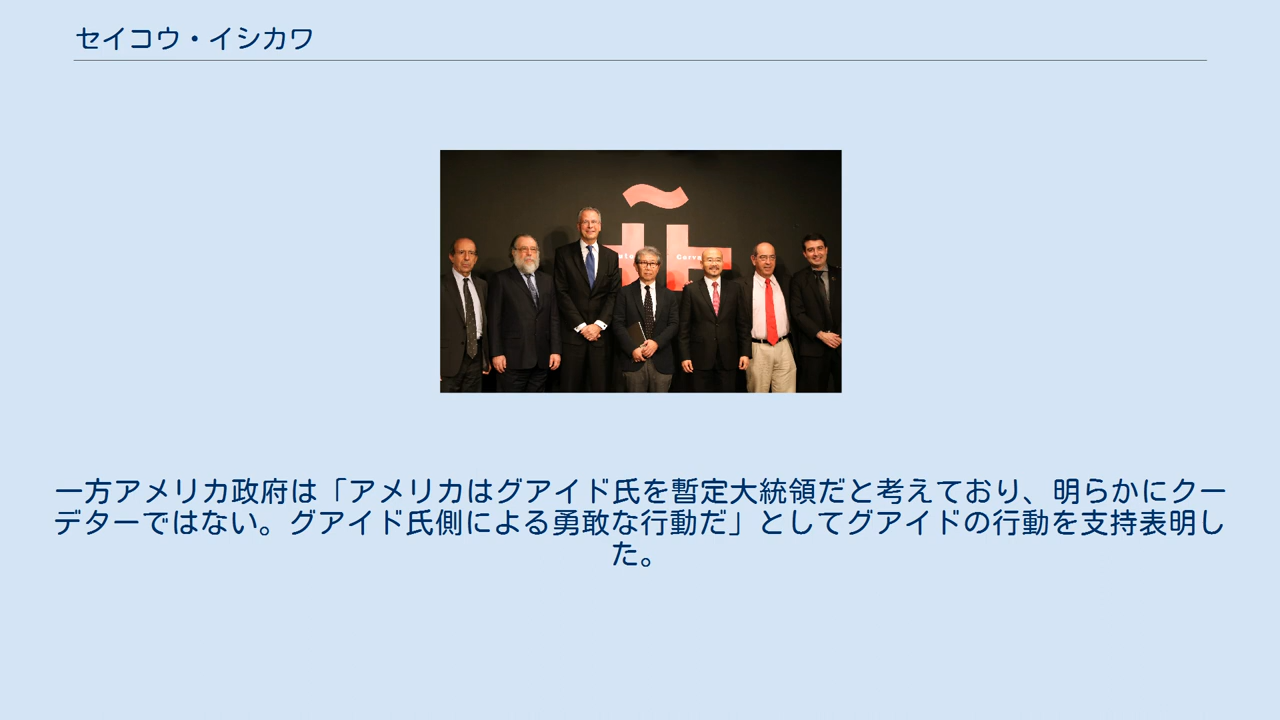 セイコウ・イシカワ
一方アメリカ政府は「アメリカはグアイド氏を暫定大統領だと考えており、明らかにクー
デターではない。グアイド氏側による勇敢な行動だ」としてグアイドの行動を支持表明し
た。